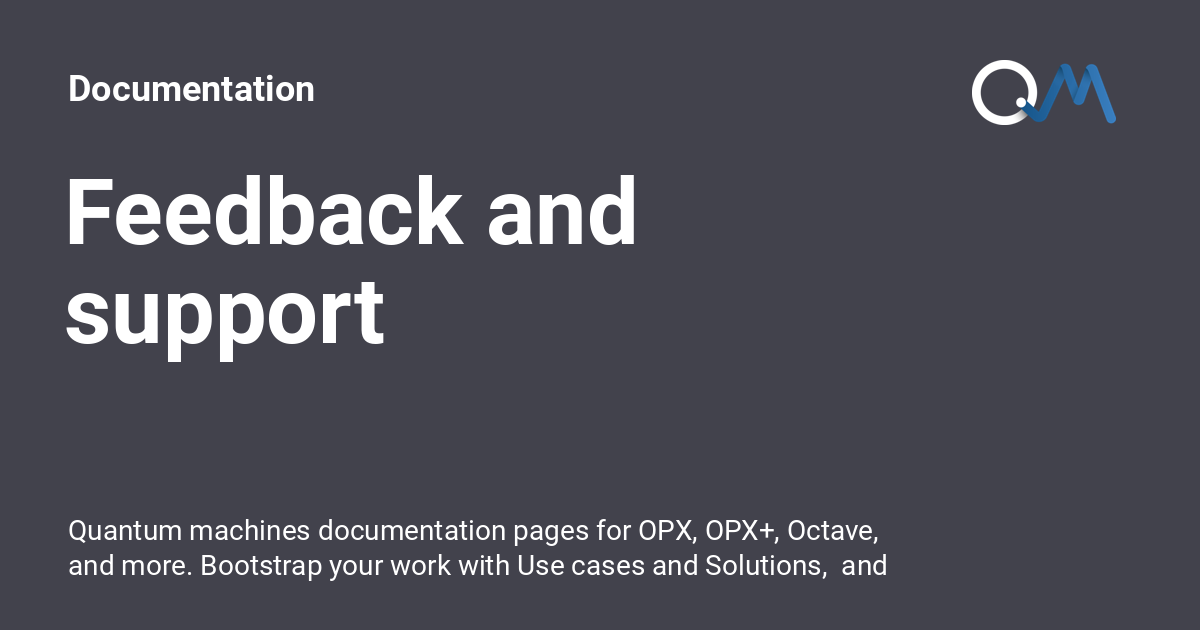 Documentation
QM
Feedback and
support
Quantum machines documentation pages for OPX, OPX+, Octave,
and more. Bootstrap your work with Use cases and Solutions,  and